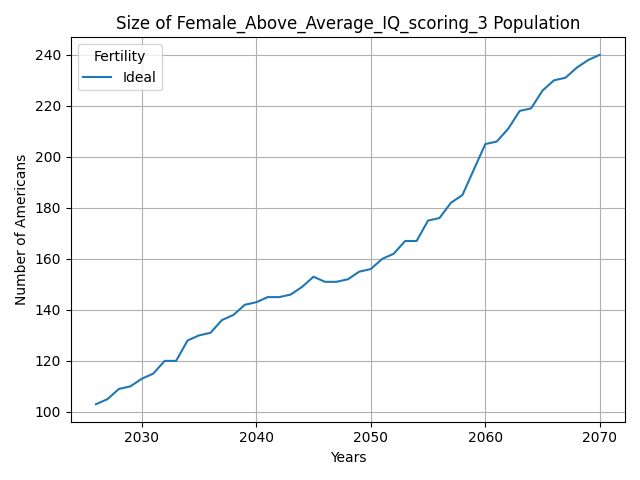 Size of Female_Above_Average_IQ_scoring_3 Population
Fertility
Ideal
Number of Americans
240
220
200
180
160
140
120
100
2030 2040 2050 2060 2070
Years